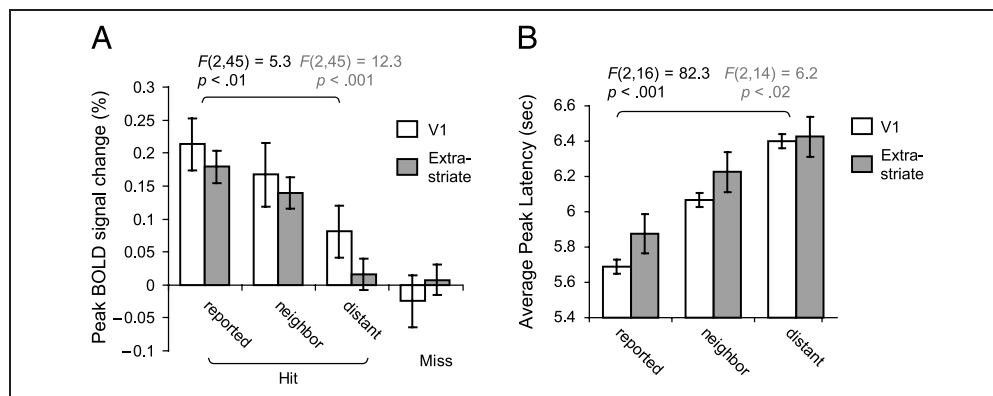 A
F(2,45) = 5.3 F(2,45) = 12.3
p < .01 p < .001
Peak BOLD signal change (%)
0.3
0.25
0.2
0.15
0.1
0.05
0
−0.05
−0.1
V1
Extra-
striate
reported
neighbor
distant
Miss
Hit
B
F(2,16) = 82.3 F(2,14) = 6.2
p < .001 p < .02
Average Peak Latency (sec)
6.6
6.4
6.2
6
5.8
5.6
5.4
V1
Extra-
striate
reported
neighbor
distant